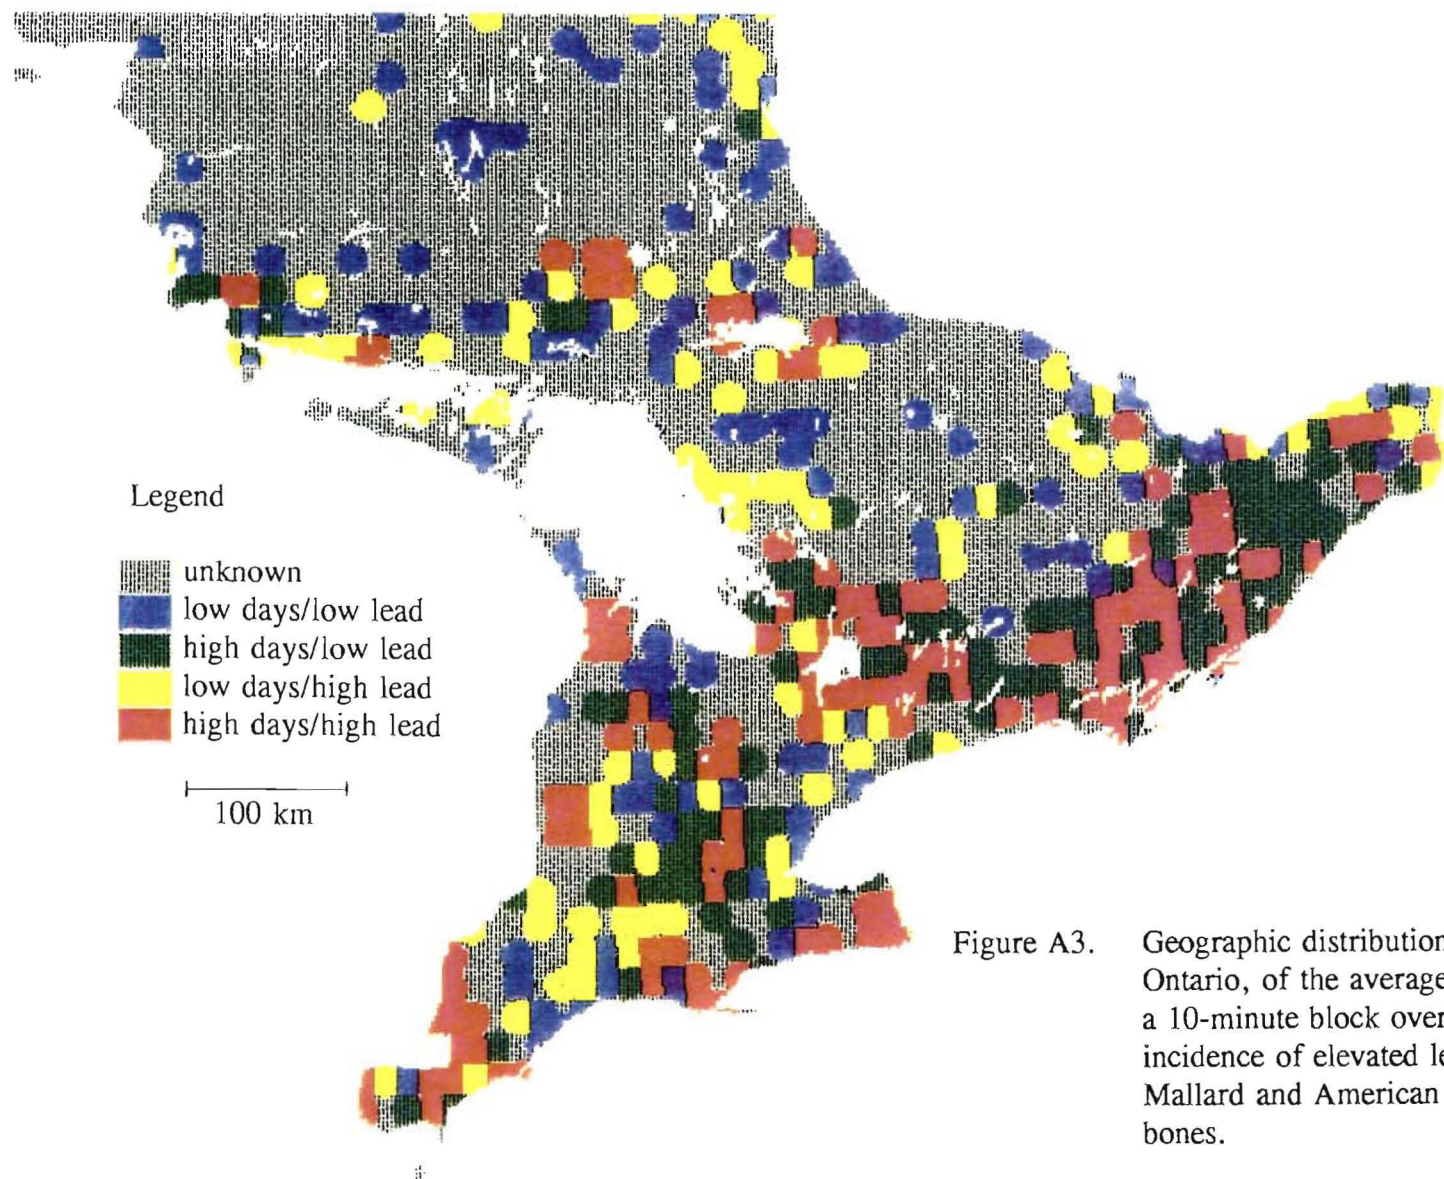 Legend
unknown
low days/low lead
high days/low lead
low days/high lead
high days/high lead
100 km
Figure A3. Geographic distribution
Ontario, of the average
a 10-minute block over
incidence of elevated le
Mallard and American
bones.